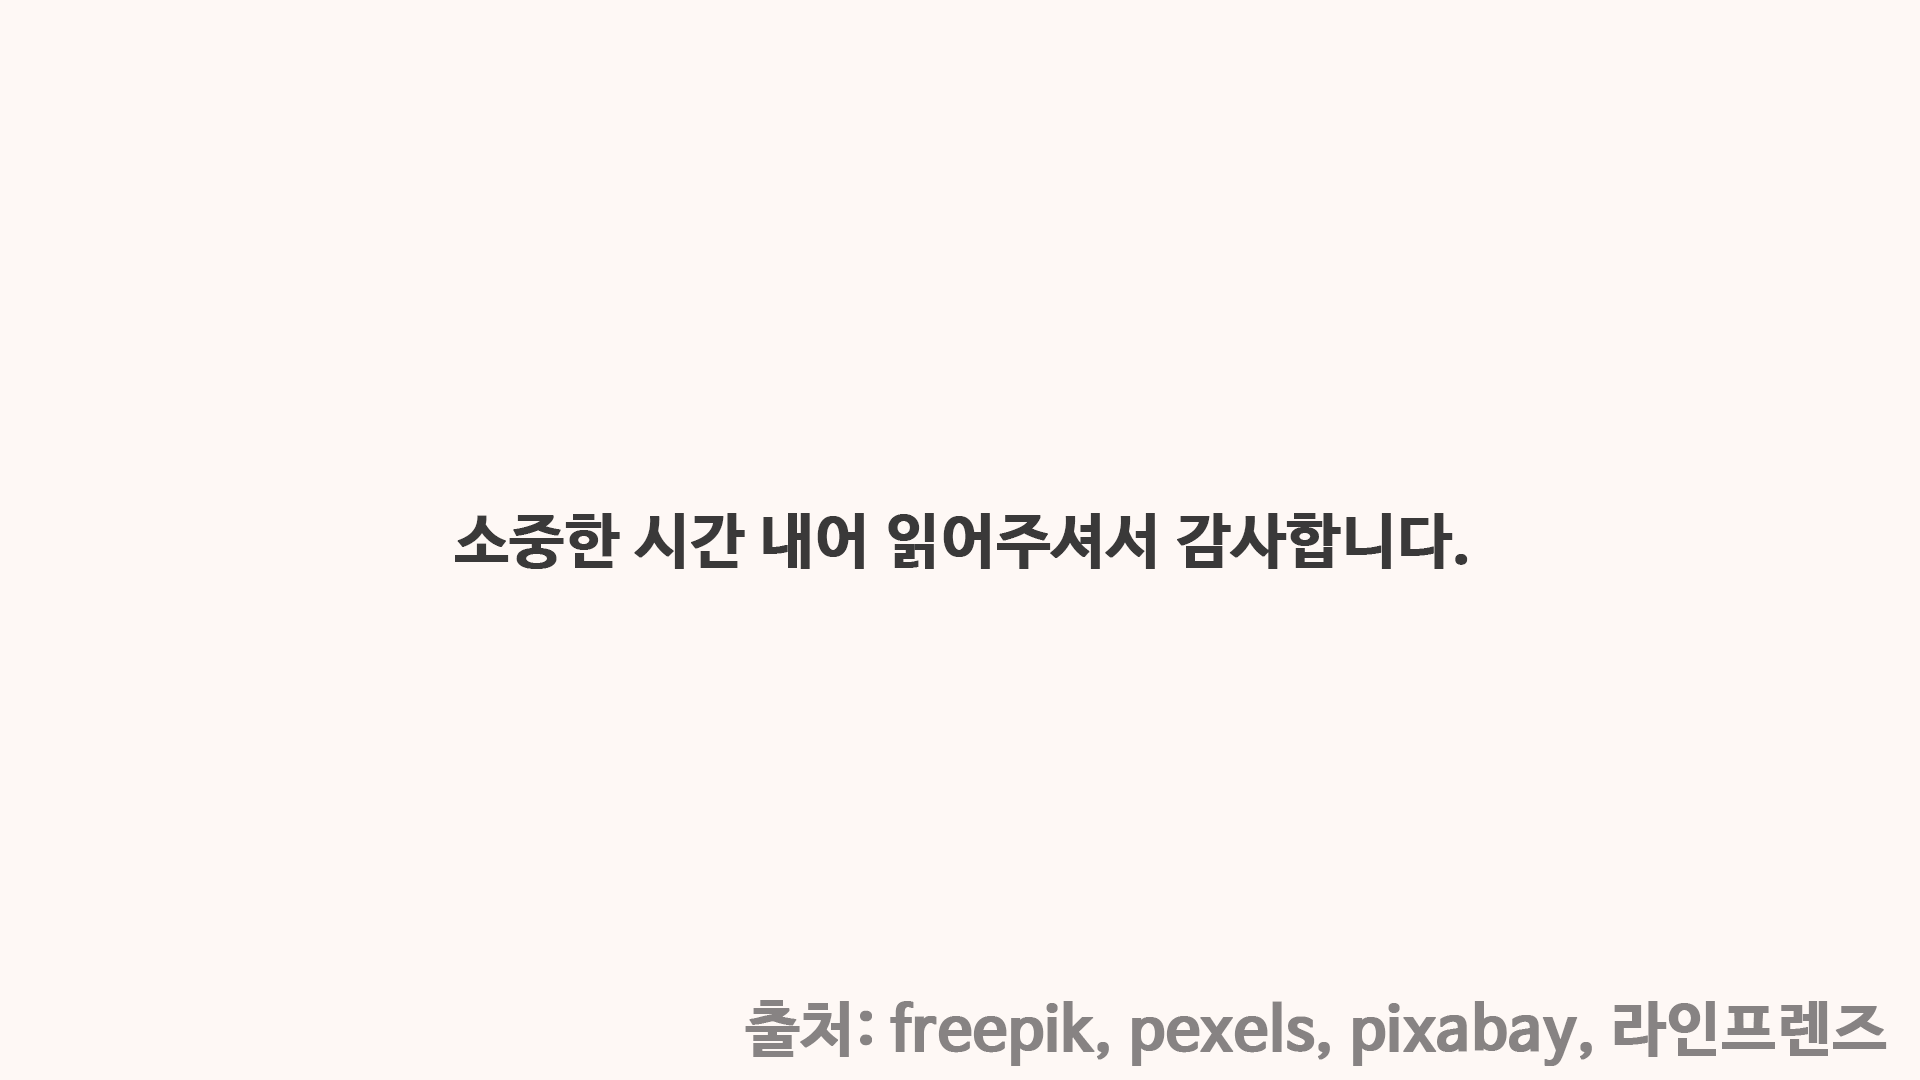 소중한 시간 내어 읽어주셔서 감사합니다.
출처: freepik, pexels, pixabay, 라인프렌즈